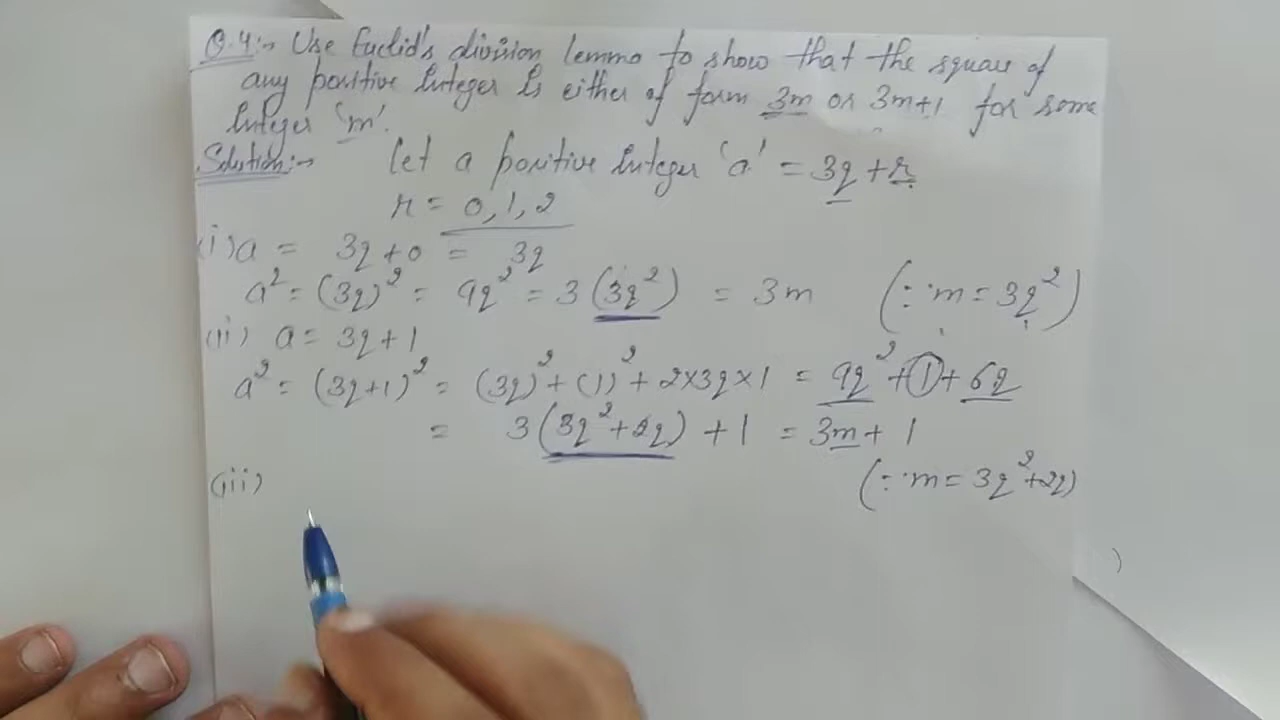 Q.4:→ Use Euclid's division lemma to show that the square of
any positive integer is either of form 3m or 3m+1 for some
integer 'm'.
Solution:→ let a positive integer 'a' = 3q + r
r = 0, 1, 2
(i) a = 3q + 0 = 3q
a² = (3q)² = 9q² = 3(3q²) = 3m (∵ m = 3q²)
(ii) a = 3q + 1
a² = (3q+1)² = (3q)² + (1)² + 2×3q×1 = 9q² + 1 + 6q
= 3(3q² + 2q) + 1 = 3m + 1
(∵ m = 3q² + 2q)
(iii)